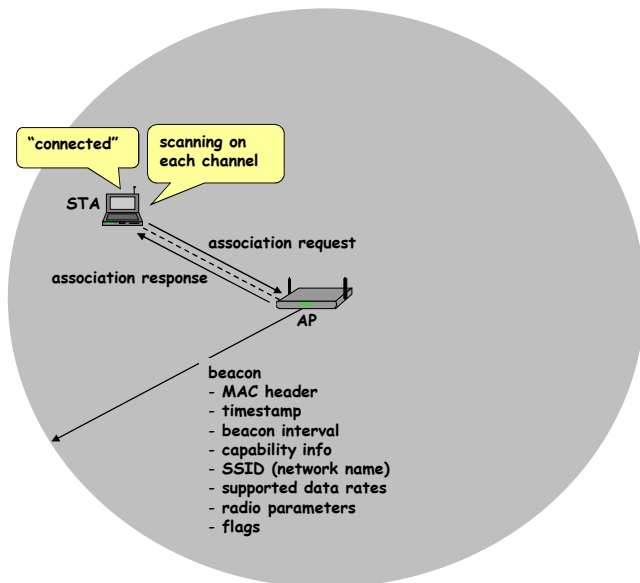 “connected”
scanning on
each channel
STA
association request
association response
AP
beacon
- MAC header
- timestamp
- beacon interval
- capability info
- SSID (network name)
- supported data rates
- radio parameters
- flags